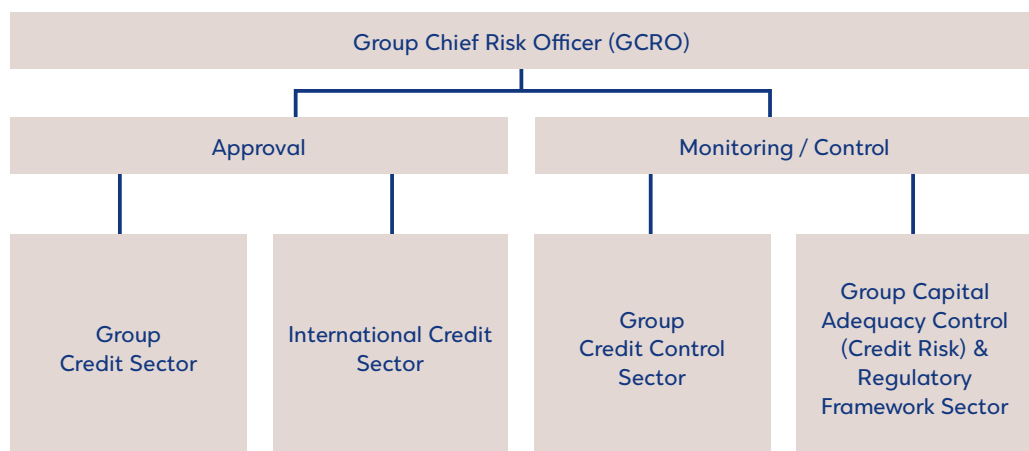 Group Chief Risk Officer (GCRO)
Approval
Monitoring / Control
Group
Credit Sector
International Credit
Sector
Group
Credit Control
Sector
Group Capital
Adequacy Control
(Credit Risk) &
Regulatory
Framework Sector